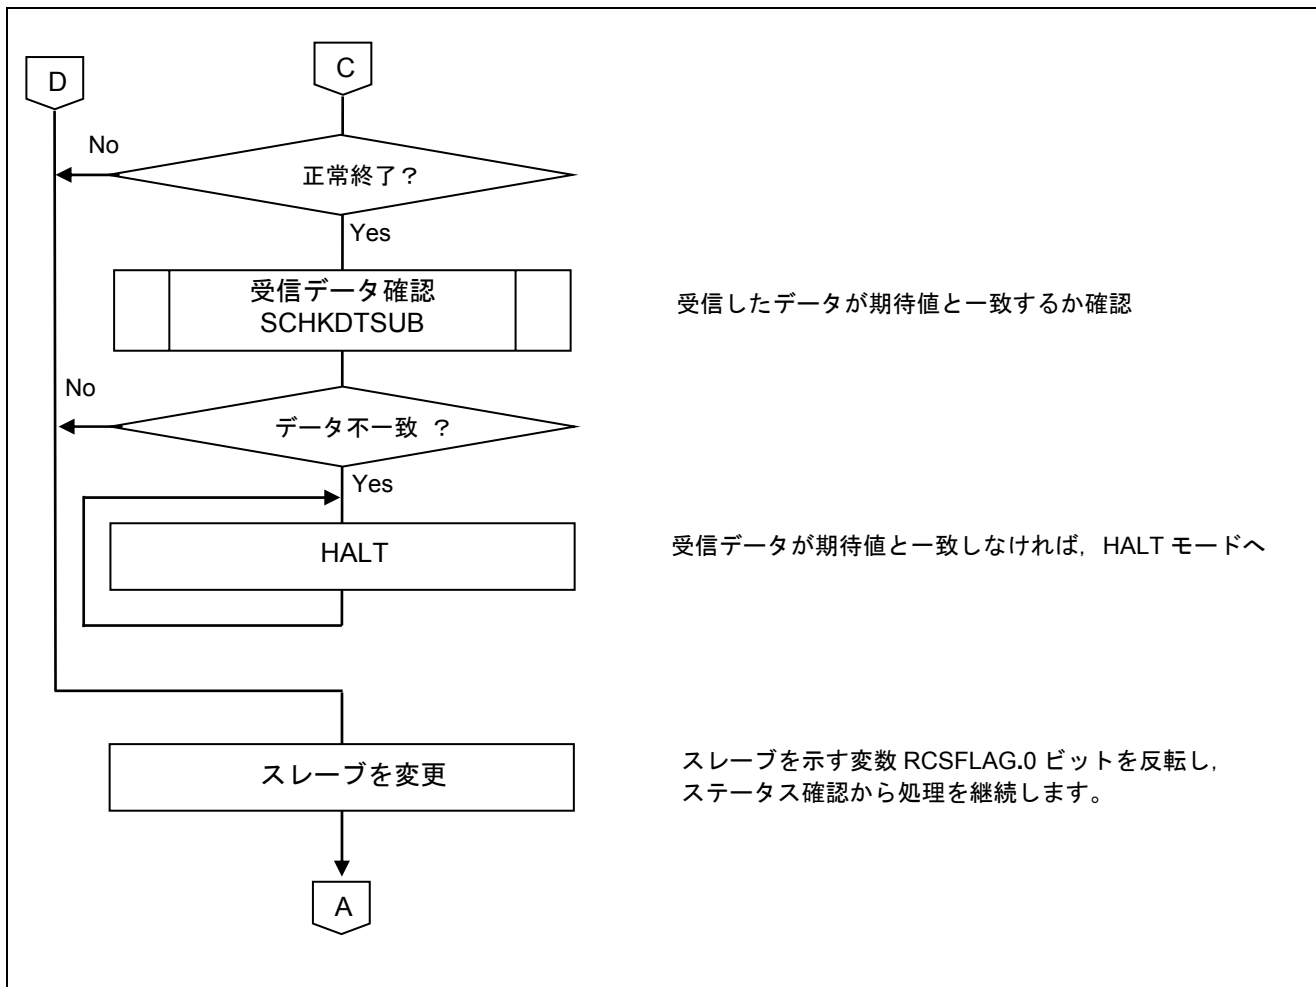 D
C
No
正常終了？
Yes
受信データ確認
SCHKDTSUB
受信したデータが期待値と一致するか確認
No
データ不一致 ？
Yes
HALT
受信データが期待値と一致しなければ，HALT モードへ
スレーブを変更
スレーブを示す変数 RCSFLAG.0 ビットを反転し，
ステータス確認から処理を継続します。
A